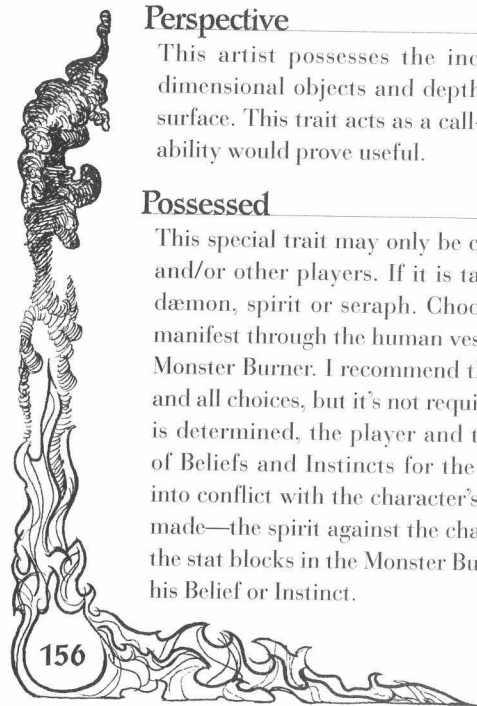 Perspective
This artist possesses the inc
dimensional objects and depth
surface. This trait acts as a call-
ability would prove useful.
Possessed
This special trait may only be c
and/or other players. If it is ta
dæmon, spirit or seraph. Choo
manifest through the human ves
Monster Burner. I recommend t
and all choices, but it's not requi
is determined, the player and t
of Beliefs and Instincts for the
into conflict with the character's
made—the spirit against the cha
the stat blocks in the Monster Bu
his Belief or Instinct.
156